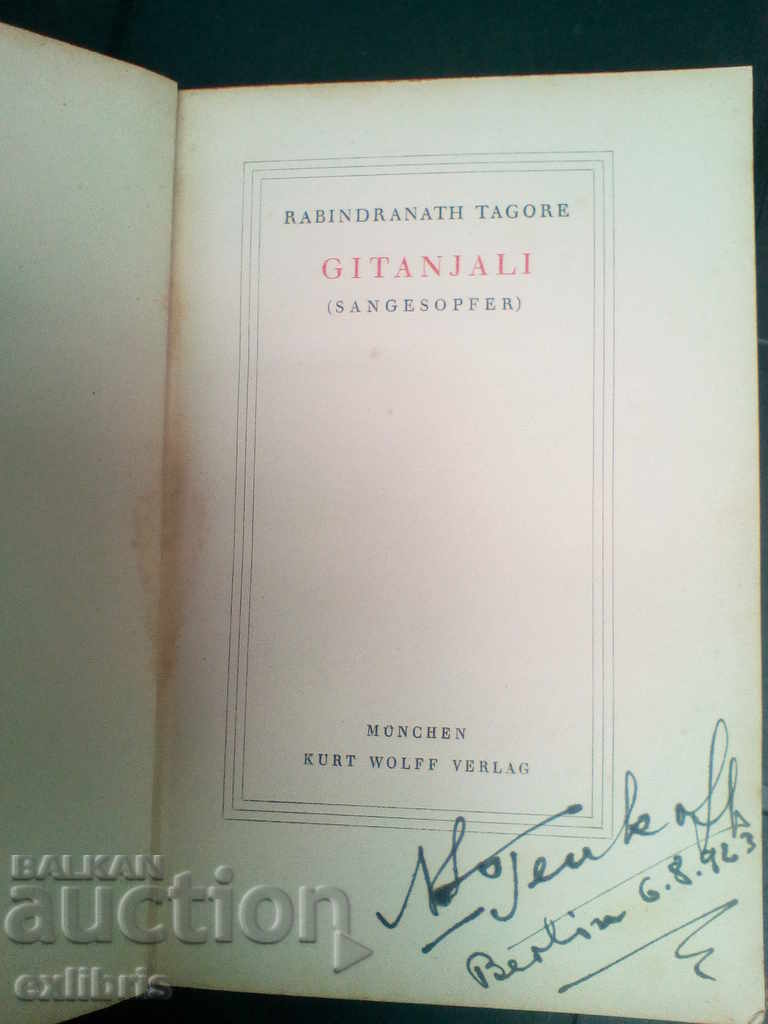 RABINDRANATH TAGORE
GITANJALI
(SANGESOPFER)
MÜNCHEN
KURT WOLFF VERLAG
Berlin 6.8.923
BALKAN
auction
exlibris